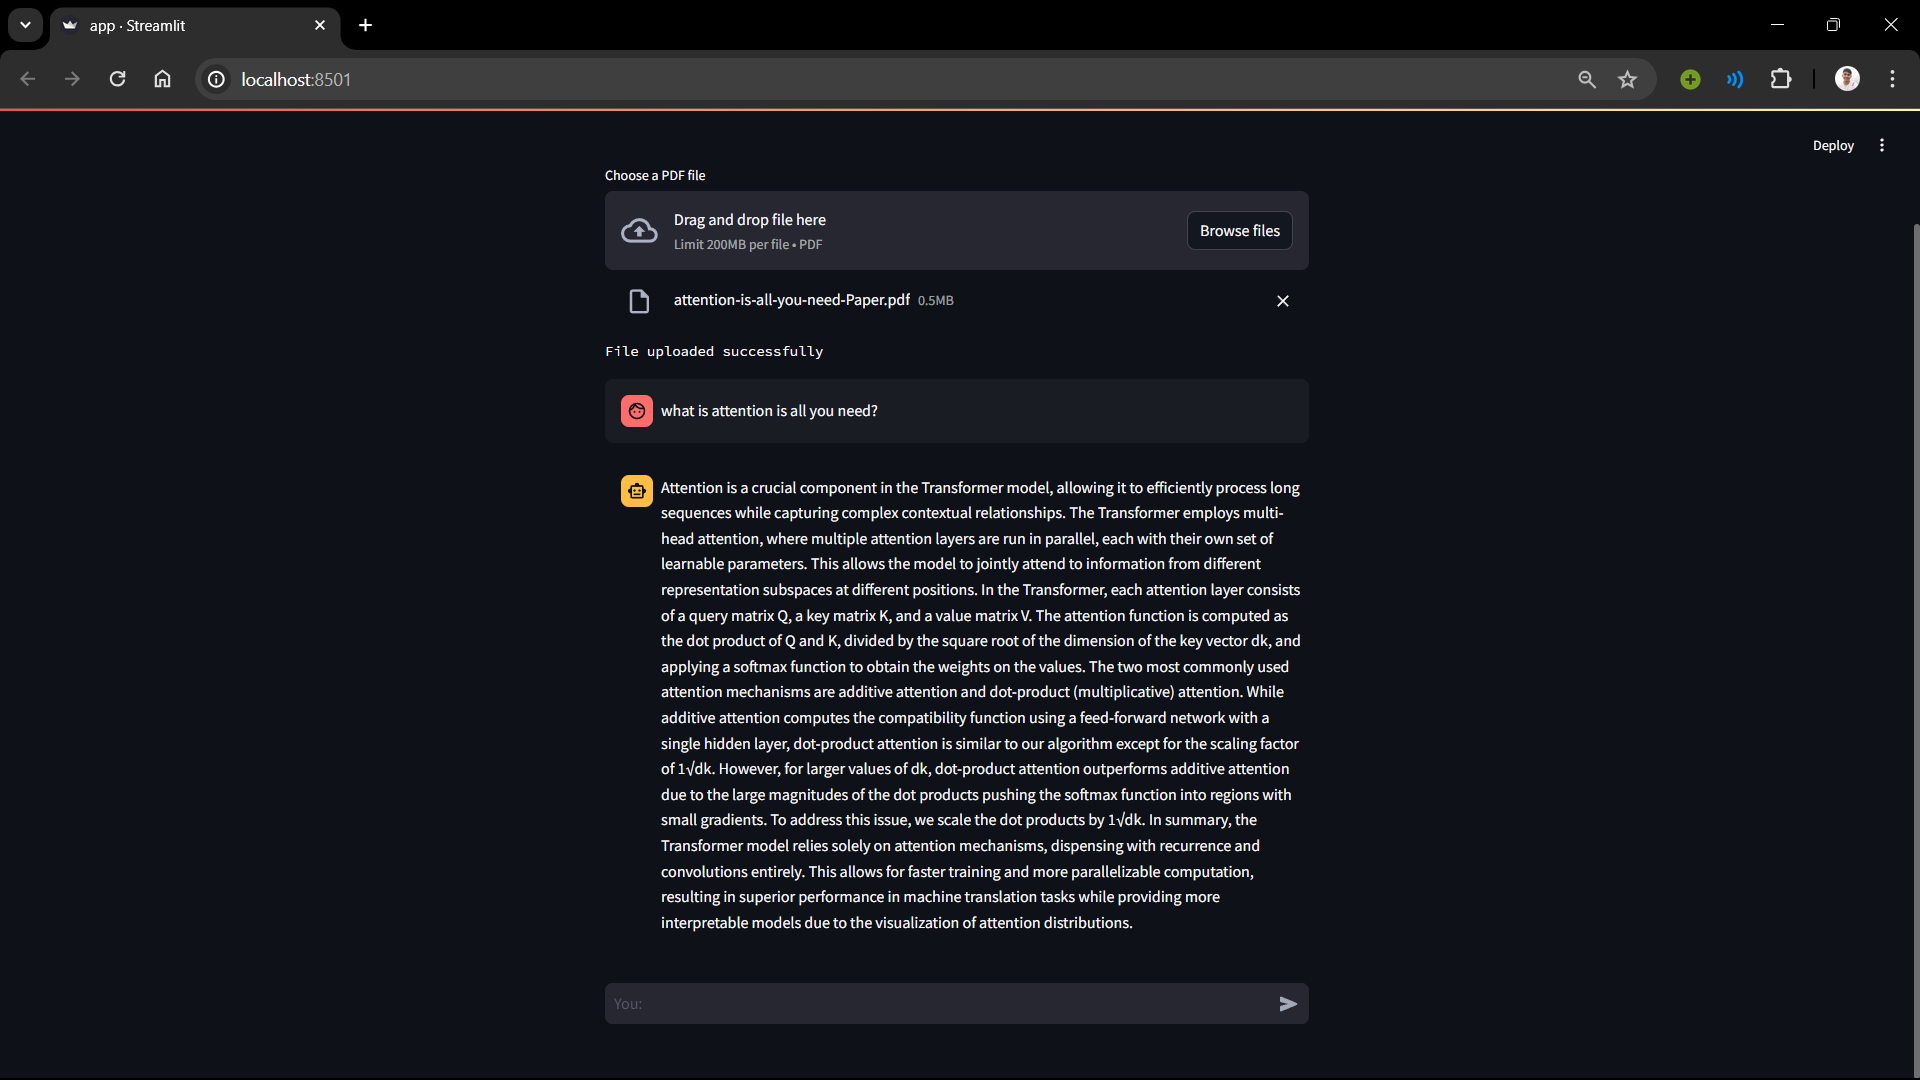 app · Streamlit
localhost:8501
Deploy
Choose a PDF file
Drag and drop file here
Limit 200MB per file • PDF
Browse files
attention-is-all-you-need-Paper.pdf 0.5MB
File uploaded successfully
what is attention is all you need?
Attention is a crucial component in the Transformer model, allowing it to efficiently process long
sequences while capturing complex contextual relationships. The Transformer employs multi-
head attention, where multiple attention layers are run in parallel, each with their own set of
learnable parameters. This allows the model to jointly attend to information from different
representation subspaces at different positions. In the Transformer, each attention layer consists
of a query matrix Q, a key matrix K, and a value matrix V. The attention function is computed as
the dot product of Q and K, divided by the square root of the dimension of the key vector dk, and
applying a softmax function to obtain the weights on the values. The two most commonly used
attention mechanisms are additive attention and dot-product (multiplicative) attention. While
additive attention computes the compatibility function using a feed-forward network with a
single hidden layer, dot-product attention is similar to our algorithm except for the scaling factor
of 1√dk. However, for larger values of dk, dot-product attention outperforms additive attention
due to the large magnitudes of the dot products pushing the softmax function into regions with
small gradients. To address this issue, we scale the dot products by 1√dk. In summary, the
Transformer model relies solely on attention mechanisms, dispensing with recurrence and
convolutions entirely. This allows for faster training and more parallelizable computation,
resulting in superior performance in machine translation tasks while providing more
interpretable models due to the visualization of attention distributions.
You: